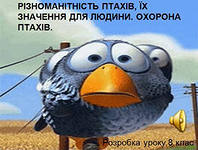 РІЗНОМАНІТНІСТЬ ПТАХІВ, ЇХ
ЗНАЧЕННЯ ДЛЯ ЛЮДИНИ. ОХОРОНА
ПТАХІВ.
Розробка уроку 8 клас